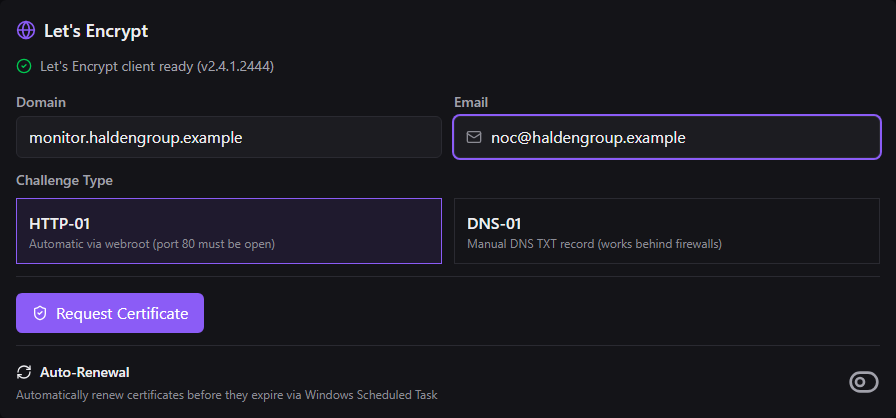 Let's Encrypt
Let's Encrypt client ready (v2.4.1.2444)
Domain
Email
monitor.haldengroup.example
noc@haldengroup.example
Challenge Type
HTTP-01
Automatic via webroot (port 80 must be open)
DNS-01
Manual DNS TXT record (works behind firewalls)
Request Certificate
Auto-Renewal
Automatically renew certificates before they expire via Windows Scheduled Task